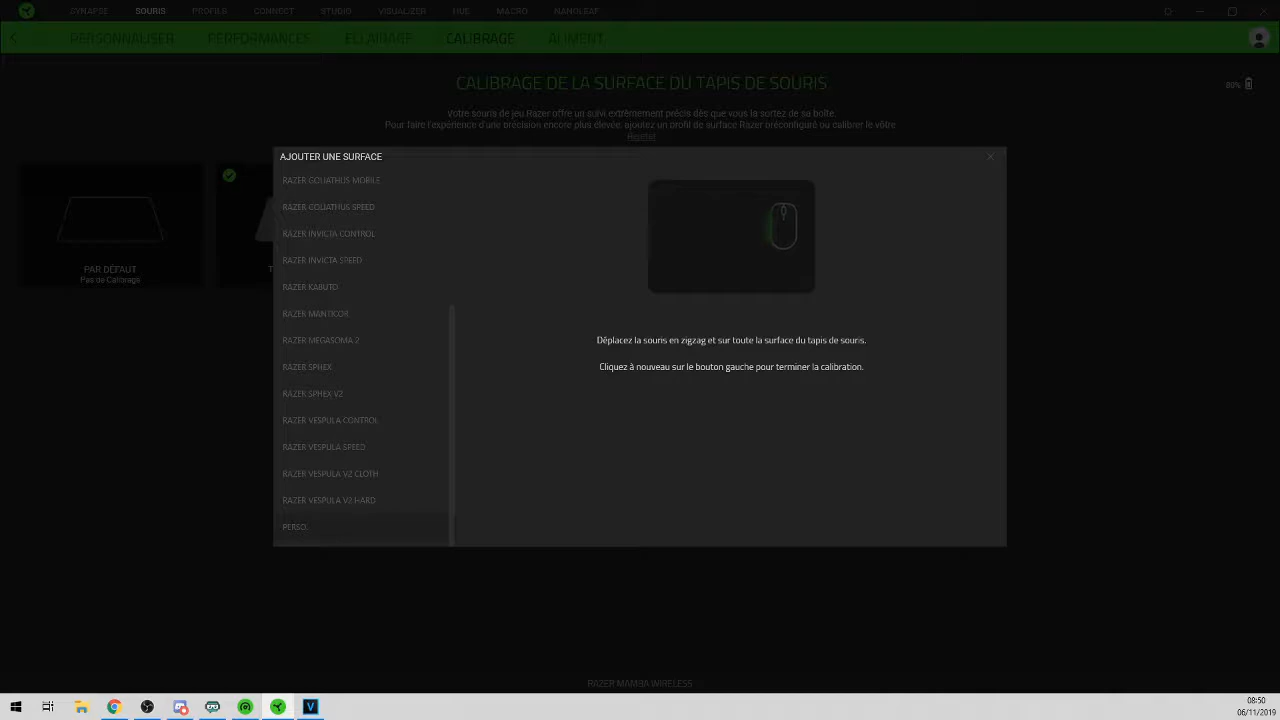 SYNAPSE SOURIS PROFILS CONNECT STUDIO VISUALIZER HUE MACRO NANOLEAF
PERSONNALISER PERFORMANCES ÉCLAIRAGE CALIBRAGE ALIMENT.
CALIBRAGE DE LA SURFACE DU TAPIS DE SOURIS
80%
Votre souris de jeu Razer offre un suivi extrêmement précis dès que vous la sortez de sa boîte.
Pour faire l'expérience d'une précision encore plus élevée, ajoutez un profil de surface Razer préconfiguré ou calibrer le vôtre
AJOUTER UNE SURFACE
RAZER GOLIATHUS MOBILE
RAZER GOLIATHUS SPEED
RAZER INVICTA CONTROL
RAZER INVICTA SPEED
RAZER KABUTO
RAZER MANTICOR
RAZER MEGASOMA 2
RAZER SPHEX
RAZER SPHEX V2
RAZER VESPULA CONTROL
RAZER VESPULA SPEED
RAZER VESPULA V2 CLOTH
RAZER VESPULA V2 HARD
PERSO.
Déplacez la souris en zigzag et sur toute la surface du tapis de souris.
Cliquez à nouveau sur le bouton gauche pour terminer la calibration.
PAR DÉFAUT
Pas de Calibrage
T
RAZER MAMBA WIRELESS
V
08:50
06/11/2019